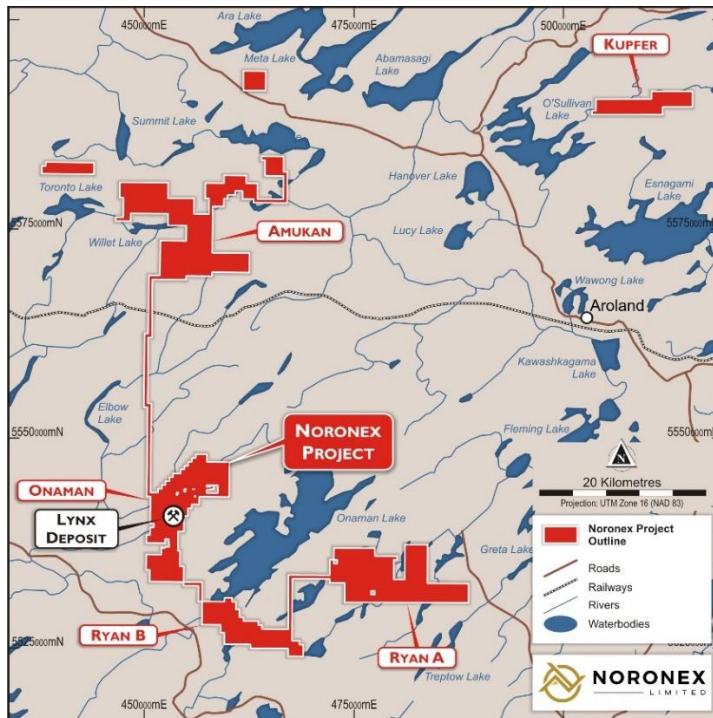 450000mE
475000mE
500000mE
Ara Lake
Meta Lake
Abamasagi
Lake
KUPFER
O'Sullivan
Lake
Summit Lake
Toronto Lake
Hanover Lake
Esnagami
Lake
5575000mN
5575000mN
Willet Lake
AMUKAN
Lucy Lake
Wawong Lake
Aroland
Kawashkagama
Lake
Elbow
Lake
Fleming Lake
5550000mN
5550000mN
NORONEX
PROJECT
N
20 Kilometres
Projection: UTM Zone 16 (NAD 83)
ONAMAN
LYNX
DEPOSIT
Onaman Lake
Greta Lake
Noronex Project
Outline
Roads
Railways
Rivers
Waterbodies
5525000mN
RYAN B
RYAN A
Treptow Lake
NORONEX
LIMITED
450000mE
475000mE